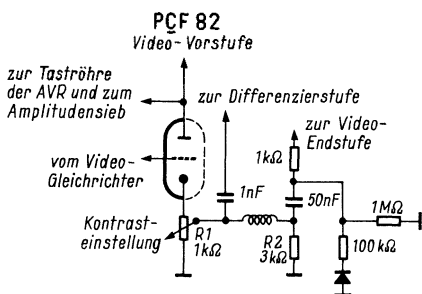 PCF 82
Video-Vorstufe
zur Taströhre
der AVR und zum
Amplitudensieb
zur Differenzierstufe
zur Video-
Endstufe
1kΩ
vom Video-
Gleichrichter
1nF
50nF
1MΩ
Kontrast-
einstellung
R1
1kΩ
R2
3kΩ
100kΩ